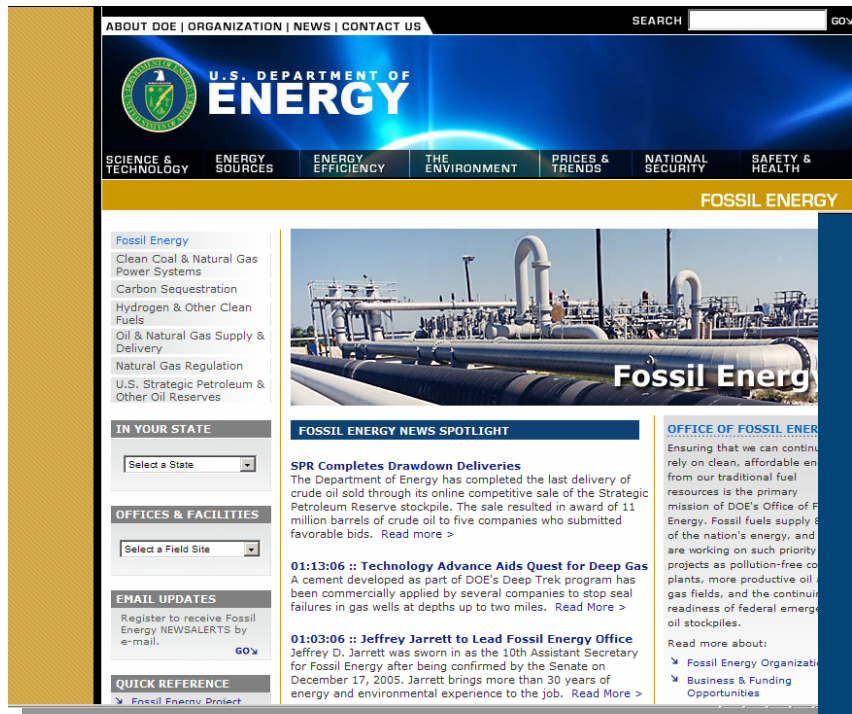 ABOUT DOE | ORGANIZATION | NEWS | CONTACT US
SEARCH
GO
U.S. DEPARTMENT OF
ENERGY
SCIENCE & TECHNOLOGY
ENERGY SOURCES
ENERGY EFFICIENCY
THE ENVIRONMENT
PRICES & TRENDS
NATIONAL SECURITY
SAFETY & HEALTH
FOSSIL ENERGY
Fossil Energy
Clean Coal & Natural Gas
Power Systems
Carbon Sequestration
Hydrogen & Other Clean
Fuels
Oil & Natural Gas Supply &
Delivery
Natural Gas Regulation
U.S. Strategic Petroleum &
Other Oil Reserves
IN YOUR STATE
Select a State
OFFICES & FACILITIES
Select a Field Site
EMAIL UPDATES
Register to receive Fossil
Energy NEWSALERTS by
e-mail.
GO
QUICK REFERENCE
Fossil Energy Project
Fossil Energy
FOSSIL ENERGY NEWS SPOTLIGHT
SPR Completes Drawdown Deliveries
The Department of Energy has completed the last delivery of
crude oil sold through its online competitive sale of the Strategic
Petroleum Reserve stockpile. The sale resulted in award of 11
million barrels of crude oil to five companies who submitted
favorable bids. Read more >
01:13:06 :: Technology Advance Aids Quest for Deep Gas
A cement developed as part of DOE's Deep Trek program has
been commercially applied by several companies to stop seal
failures in gas wells at depths up to two miles. Read More >
01:03:06 :: Jeffrey Jarrett to Lead Fossil Energy Office
Jeffrey D. Jarrett was sworn in as the 10th Assistant Secretary
for Fossil Energy after being confirmed by the Senate on
December 17, 2005. Jarrett brings more than 30 years of
energy and environmental experience to the job. Read More >
OFFICE OF FOSSIL ENER
Ensuring that we can continu
rely on clean, affordable en
from our traditional fuel
resources is the primary
mission of DOE's Office of F
Energy. Fossil fuels supply
of the nation's energy, and
are working on such priority
projects as pollution-free co
plants, more productive oil
gas fields, and the continui
readiness of federal emerge
oil stockpiles.
Read more about:
Fossil Energy Organizati
Business & Funding
Opportunities